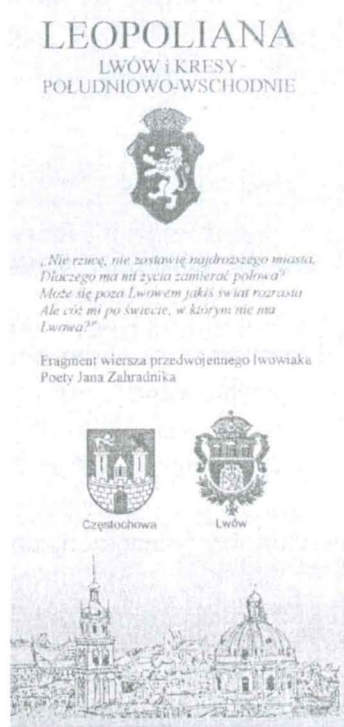 LEOPOLIANA
LWÓW i KRESY
POŁUDNIOWO-WSCHODNIE
„Nie rzucę, nie zostawię najdroższego miasta,
Dlaczego ma mi życia zamierać połowa?
Może się poza Lwowem jakiś świat rozrasta
Ale cóż mi po świecie, w którym nie ma
Lwowa?"
Fragment wiersza przedwojennego lwowiaka
Poety Jana Zahradnika
Częstochowa
Lwów